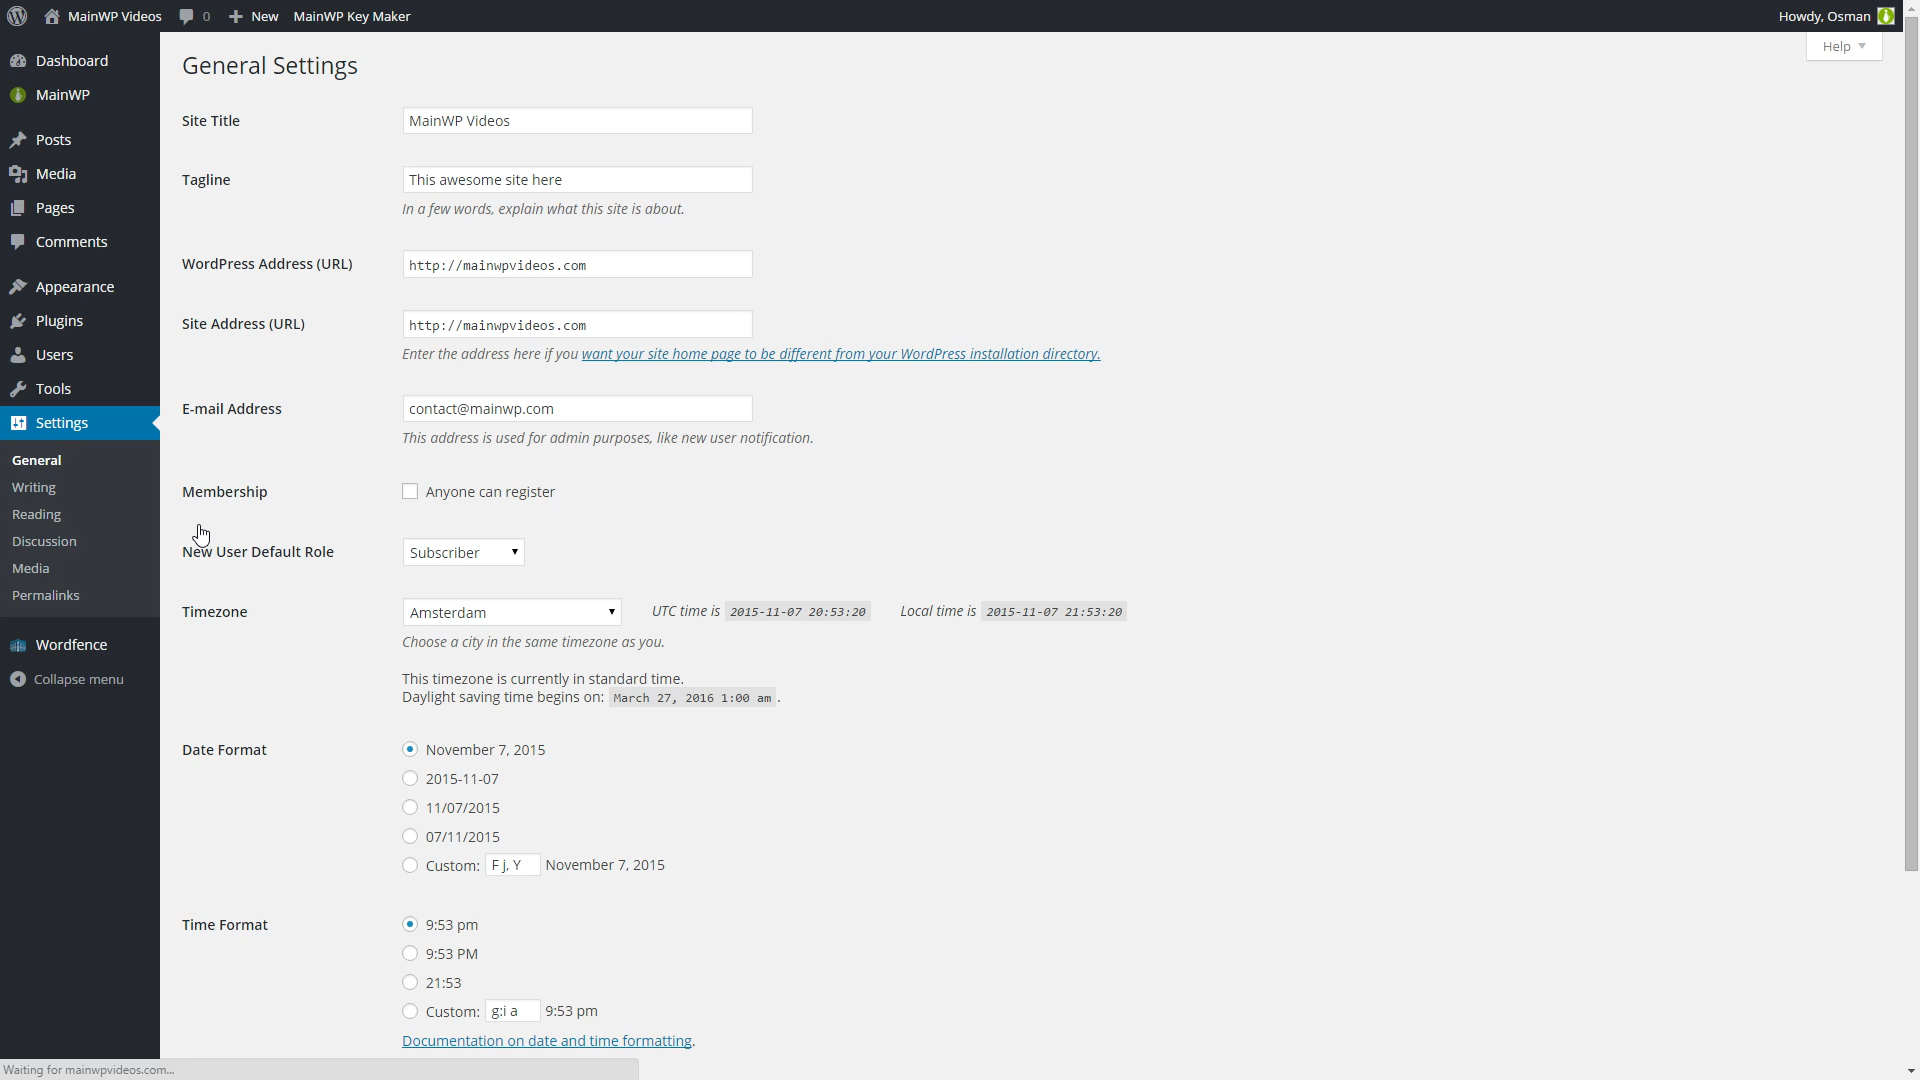 MainWP Videos 0 New MainWP Key Maker Howdy, Osman
Help
Dashboard
MainWP
Posts
Media
Pages
Comments
Appearance
Plugins
Users
Tools
Settings
General
Writing
Reading
Discussion
Media
Permalinks
Wordfence
Collapse menu
General Settings
Site Title MainWP Videos
Tagline This awesome site here
In a few words, explain what this site is about.
WordPress Address (URL) http://mainwpvideos.com
Site Address (URL) http://mainwpvideos.com
Enter the address here if you want your site home page to be different from your WordPress installation directory.
E-mail Address contact@mainwp.com
This address is used for admin purposes, like new user notification.
Membership Anyone can register
New User Default Role Subscriber
Timezone Amsterdam UTC time is 2015-11-07 20:53:20 Local time is 2015-11-07 21:53:20
Choose a city in the same timezone as you.
This timezone is currently in standard time.
Daylight saving time begins on: March 27, 2016 1:00 am .
Date Format November 7, 2015
2015-11-07
11/07/2015
07/11/2015
Custom: F j, Y November 7, 2015
Time Format 9:53 pm
9:53 PM
21:53
Custom: g:i a 9:53 pm
Documentation on date and time formatting.
Waiting for mainwpvideos.com...